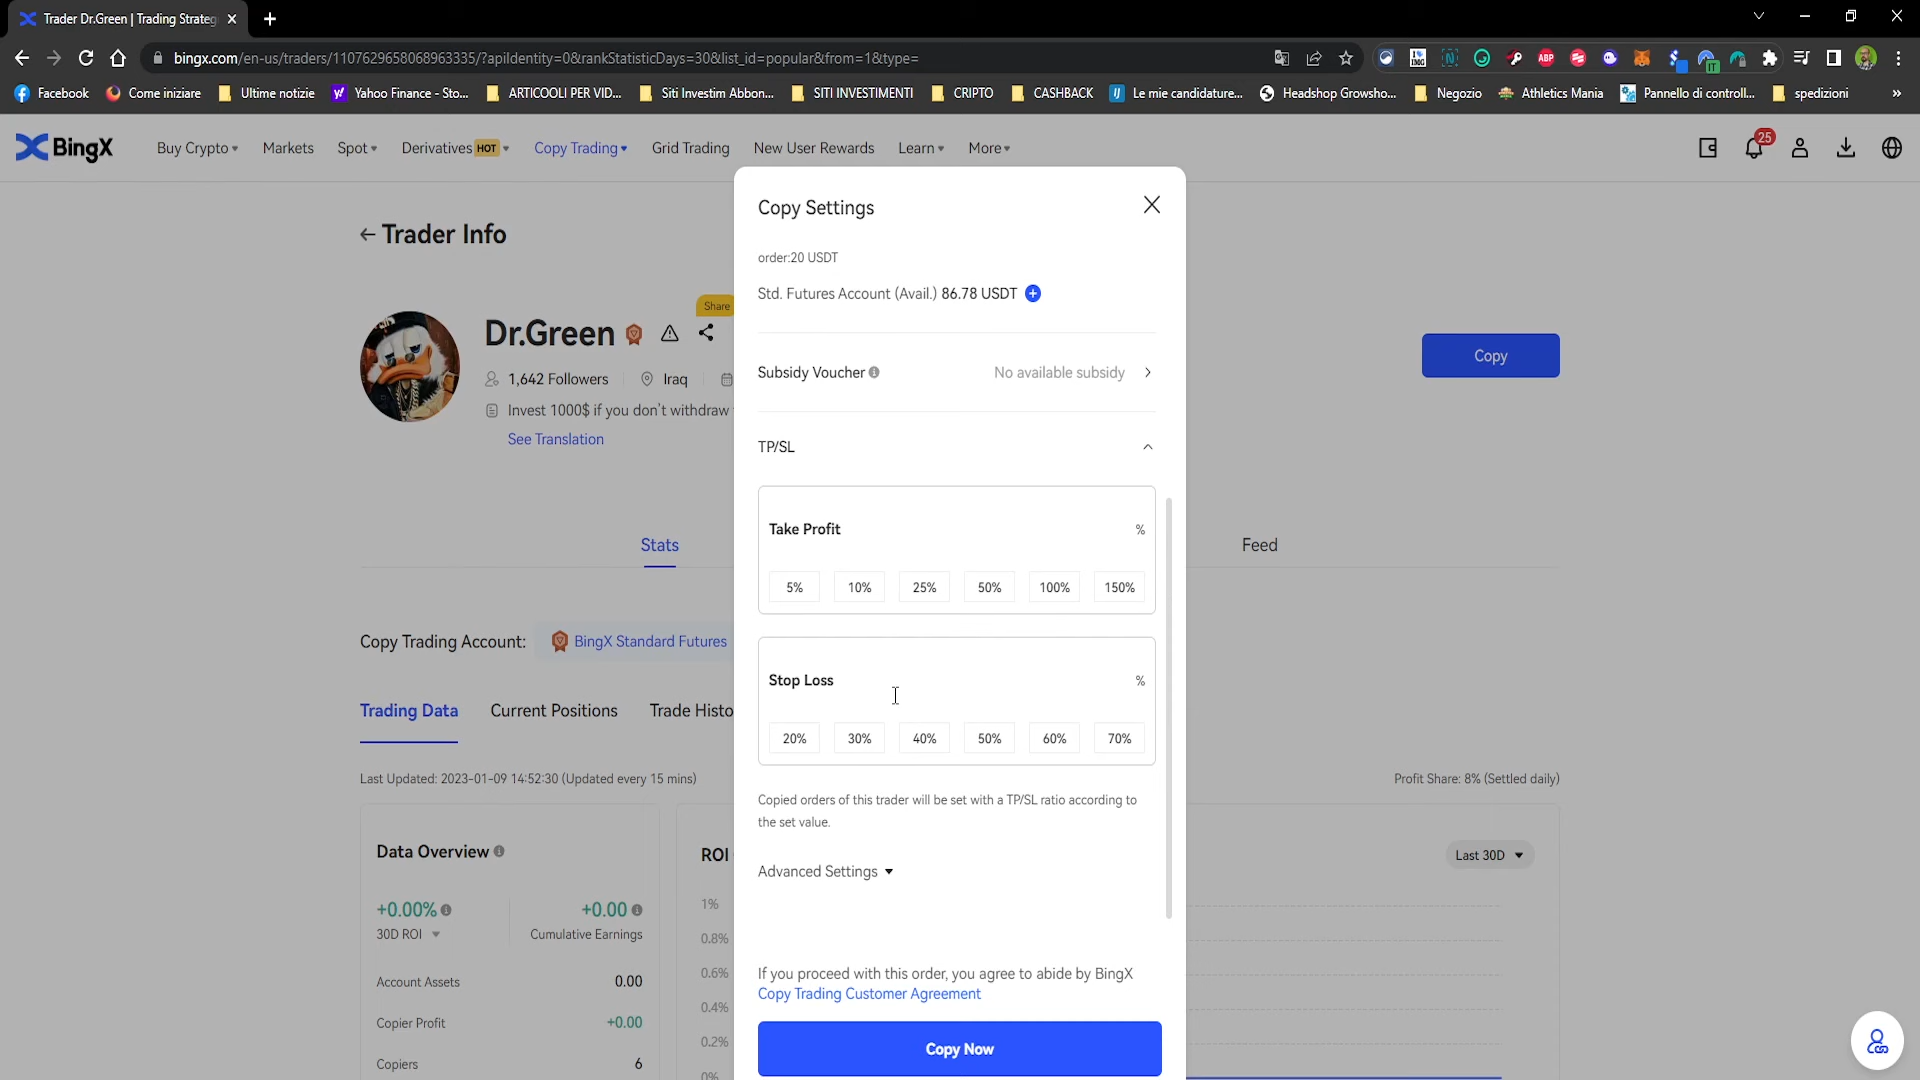 Trader Dr.Green | Trading Strateg
bingx.com/en-us/traders/1107629658068963335/?apiIdentity=0&rankStatisticDays=30&list_id=popular&from=1&type=
Facebook Come iniziare Ultime notizie Yahoo Finance - Sto... ARTICOOLI PER VID... Siti Investim Abbon... SITI INVESTIMENTI CRIPTO CASHBACK Le mie candidature... Headshop Growsho... Negozio Athletics Mania Pannello di controll... spedizioni »
BingX Buy Crypto Markets Spot Derivatives HOT Copy Trading Grid Trading New User Rewards Learn More 25
Copy Settings
Trader Info
order:20 USDT
Std. Futures Account (Avail.) 86.78 USDT
Share
Dr.Green
Copy
1,642 Followers Iraq
Subsidy Voucher No available subsidy
Invest 1000$ if you don't withdraw
See Translation
TP/SL
Take Profit %
Stats Feed
5% 10% 25% 50% 100% 150%
Copy Trading Account: BingX Standard Futures
Stop Loss %
Trading Data Current Positions Trade Histo
20% 30% 40% 50% 60% 70%
Last Updated: 2023-01-09 14:52:30 (Updated every 15 mins) Profit Share: 8% (Settled daily)
Copied orders of this trader will be set with a TP/SL ratio according to
the set value.
Data Overview ROI Last 30D
Advanced Settings
+0.00% +0.00 1%
30D ROI Cumulative Earnings 0.8%
If you proceed with this order, you agree to abide by BingX
Copy Trading Customer Agreement
0.6%
Account Assets 0.00
0.4%
Copier Profit +0.00
0.2%
Copy Now
Copiers 6
0%